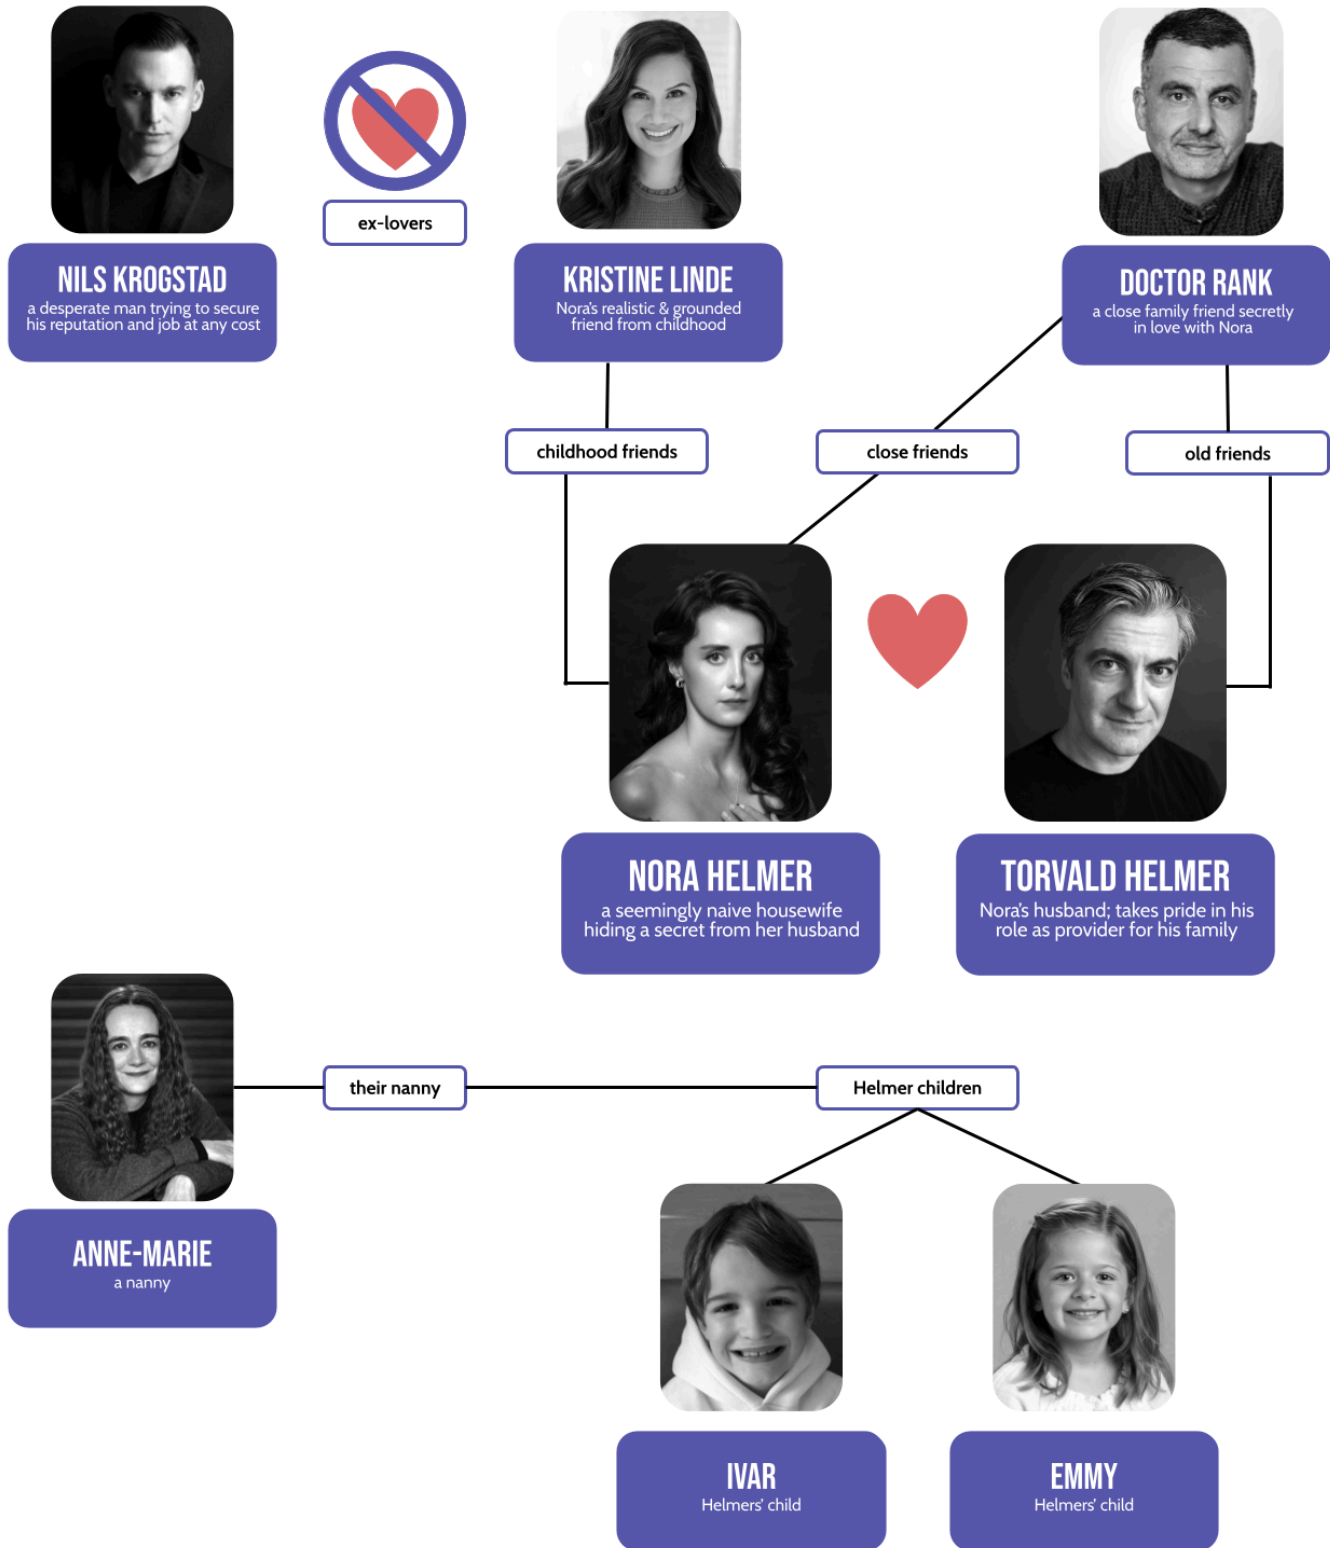 ex-lovers
NILS KROGSTAD
a desperate man trying to secure
his reputation and job at any cost
KRISTINE LINDE
Nora's realistic & grounded
friend from childhood
DOCTOR RANK
a close family friend secretly
in love with Nora
childhood friends
close friends
old friends
NORA HELMER
a seemingly naive housewife
hiding a secret from her husband
TORVALD HELMER
Nora's husband; takes pride in his
role as provider for his family
their nanny
Helmer children
ANNE-MARIE
a nanny
IVAR
Helmers' child
EMMY
Helmers' child